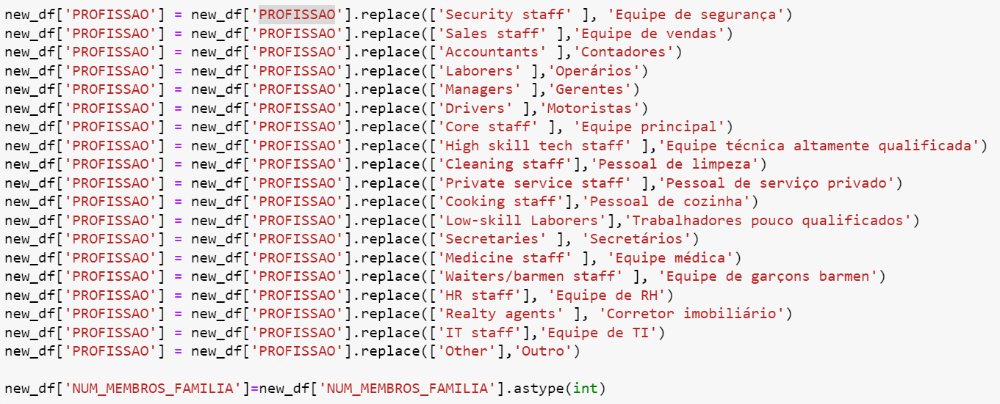 new_df['PROFISSAO'] = new_df['PROFISSAO'].replace(['Security staff' ], 'Equipe de segurança')
new_df['PROFISSAO'] = new_df['PROFISSAO'].replace(['Sales staff' ],'Equipe de vendas')
new_df['PROFISSAO'] = new_df['PROFISSAO'].replace(['Accountants' ],'Contadores')
new_df['PROFISSAO'] = new_df['PROFISSAO'].replace(['Laborers' ],'Operários')
new_df['PROFISSAO'] = new_df['PROFISSAO'].replace(['Managers' ],'Gerentes')
new_df['PROFISSAO'] = new_df['PROFISSAO'].replace(['Drivers' ],'Motoristas')
new_df['PROFISSAO'] = new_df['PROFISSAO'].replace(['Core staff' ], 'Equipe principal')
new_df['PROFISSAO'] = new_df['PROFISSAO'].replace(['High skill tech staff' ],'Equipe técnica altamente qualificada')
new_df['PROFISSAO'] = new_df['PROFISSAO'].replace(['Cleaning staff'],'Pessoal de limpeza')
new_df['PROFISSAO'] = new_df['PROFISSAO'].replace(['Private service staff' ],'Pessoal de serviço privado')
new_df['PROFISSAO'] = new_df['PROFISSAO'].replace(['Cooking staff'],'Pessoal de cozinha')
new_df['PROFISSAO'] = new_df['PROFISSAO'].replace(['Low-skill Laborers'],'Trabalhadores pouco qualificados')
new_df['PROFISSAO'] = new_df['PROFISSAO'].replace(['Secretaries' ], 'Secretários')
new_df['PROFISSAO'] = new_df['PROFISSAO'].replace(['Medicine staff' ], 'Equipe médica')
new_df['PROFISSAO'] = new_df['PROFISSAO'].replace(['Waiters/barmen staff' ], 'Equipe de garçons barmen')
new_df['PROFISSAO'] = new_df['PROFISSAO'].replace(['HR staff'], 'Equipe de RH')
new_df['PROFISSAO'] = new_df['PROFISSAO'].replace(['Realty agents' ], 'Corretor imobiliário')
new_df['PROFISSAO'] = new_df['PROFISSAO'].replace(['IT staff'],'Equipe de TI')
new_df['PROFISSAO'] = new_df['PROFISSAO'].replace(['Other'],'Outro')
new_df['NUM_MEMBROS_FAMILIA']=new_df['NUM_MEMBROS_FAMILIA'].astype(int)